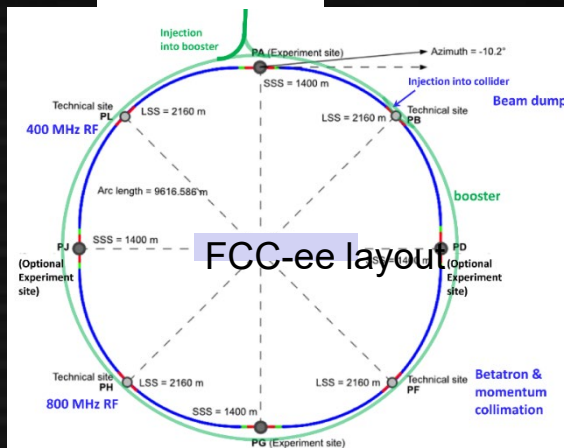 Injection
into booster
PA (Experiment site)
Azimuth = -10.2°
SSS = 1400 m
Injection into collider
Beam dump
Technical site
PL
LSS = 2160 m
400 MHz RF
LSS = 2160 m
Technical site
PB
Arc length = 9616.586 m
booster
PJ
SSS = 1400 m
(Optional
Experiment
site)
FCC-ee layout
SSS = 1400 m
PD
(Optional
Experiment
site)
Technical site
PH
LSS = 2160 m
800 MHz RF
LSS = 2160 m
Technical site
PF
Betatron &
momentum
collimation
SSS = 1400 m
PG (Experiment site)